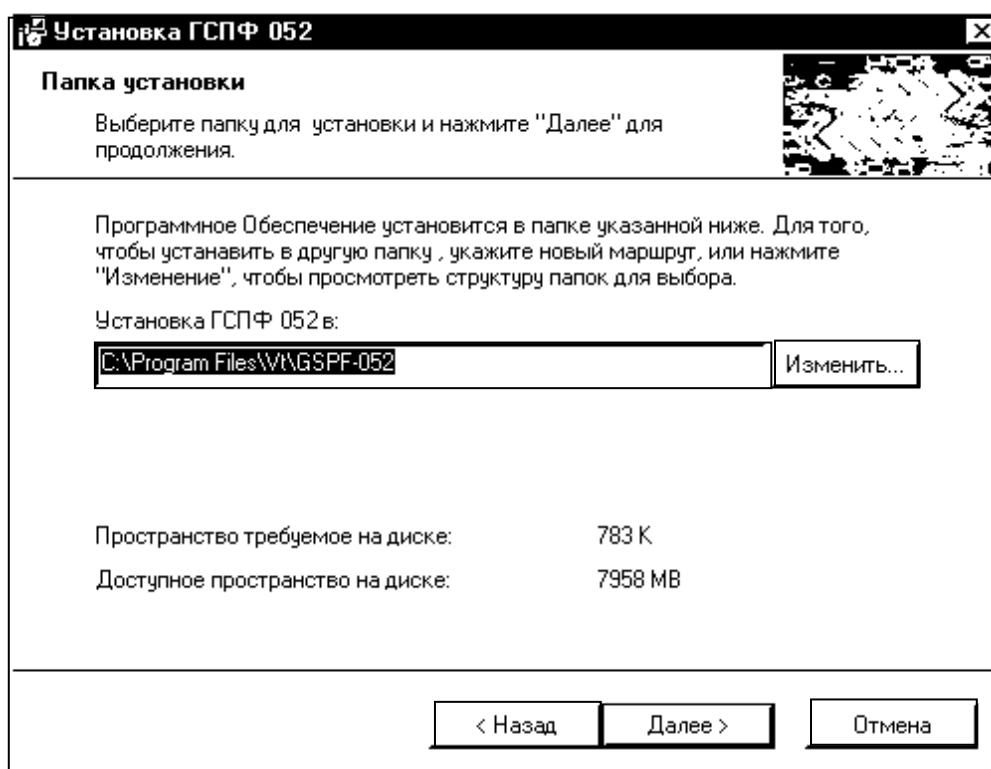 Установка ГСПФ 052
Папка установки
Выберите папку для установки и нажмите "Далее" для
продолжения.
Программное Обеспечение установится в папке указанной ниже. Для того,
чтобы устанавить в другую папку , укажите новый маршрут, или нажмите
"Изменение", чтобы просмотреть структуру папок для выбора.
Установка ГСПФ 052 в:
C:\Program Files\Vt\GSPF-052
Изменить...
Пространство требуемое на диске: 783 K
Доступное пространство на диске: 7958 MB
< Назад Далее > Отмена